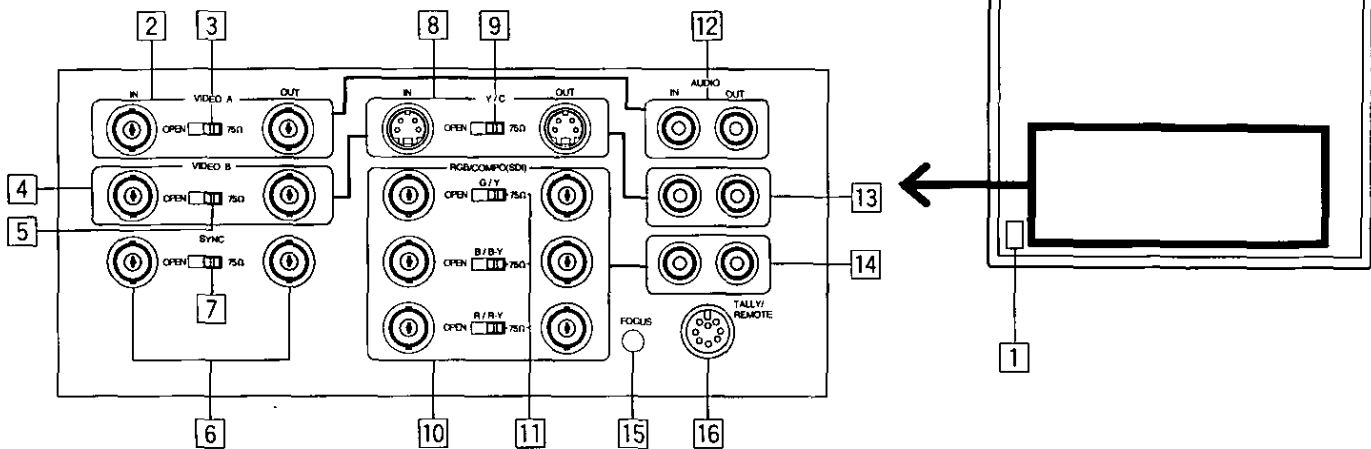 2 3 8 9 12
IN VIDEO A OUT
OPEN 75Ω
IN Y/C OUT
OPEN 75Ω
AUDIO
IN OUT
4 VIDEO B
OPEN 75Ω
5 SYNC
OPEN 75Ω
7
6
RGB/COMPO(SDI)
G/Y
OPEN 75Ω
B/B-Y
OPEN 75Ω
R/R-Y
OPEN 75Ω
10 11
13
14
FOCUS
TALLY/
REMOTE
15 16
1